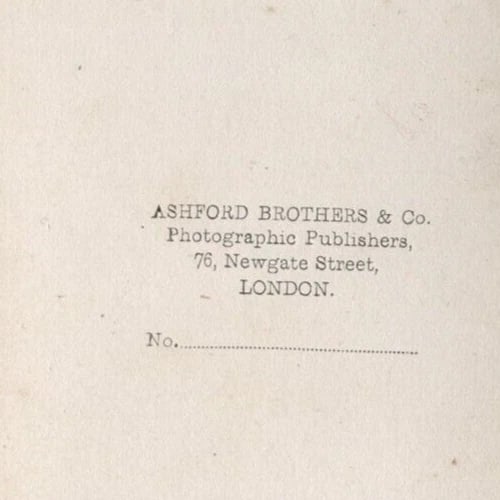 ASHFORD BROTHERS & Co.
Photographic Publishers,
76, Newgate Street,
LONDON.
No.